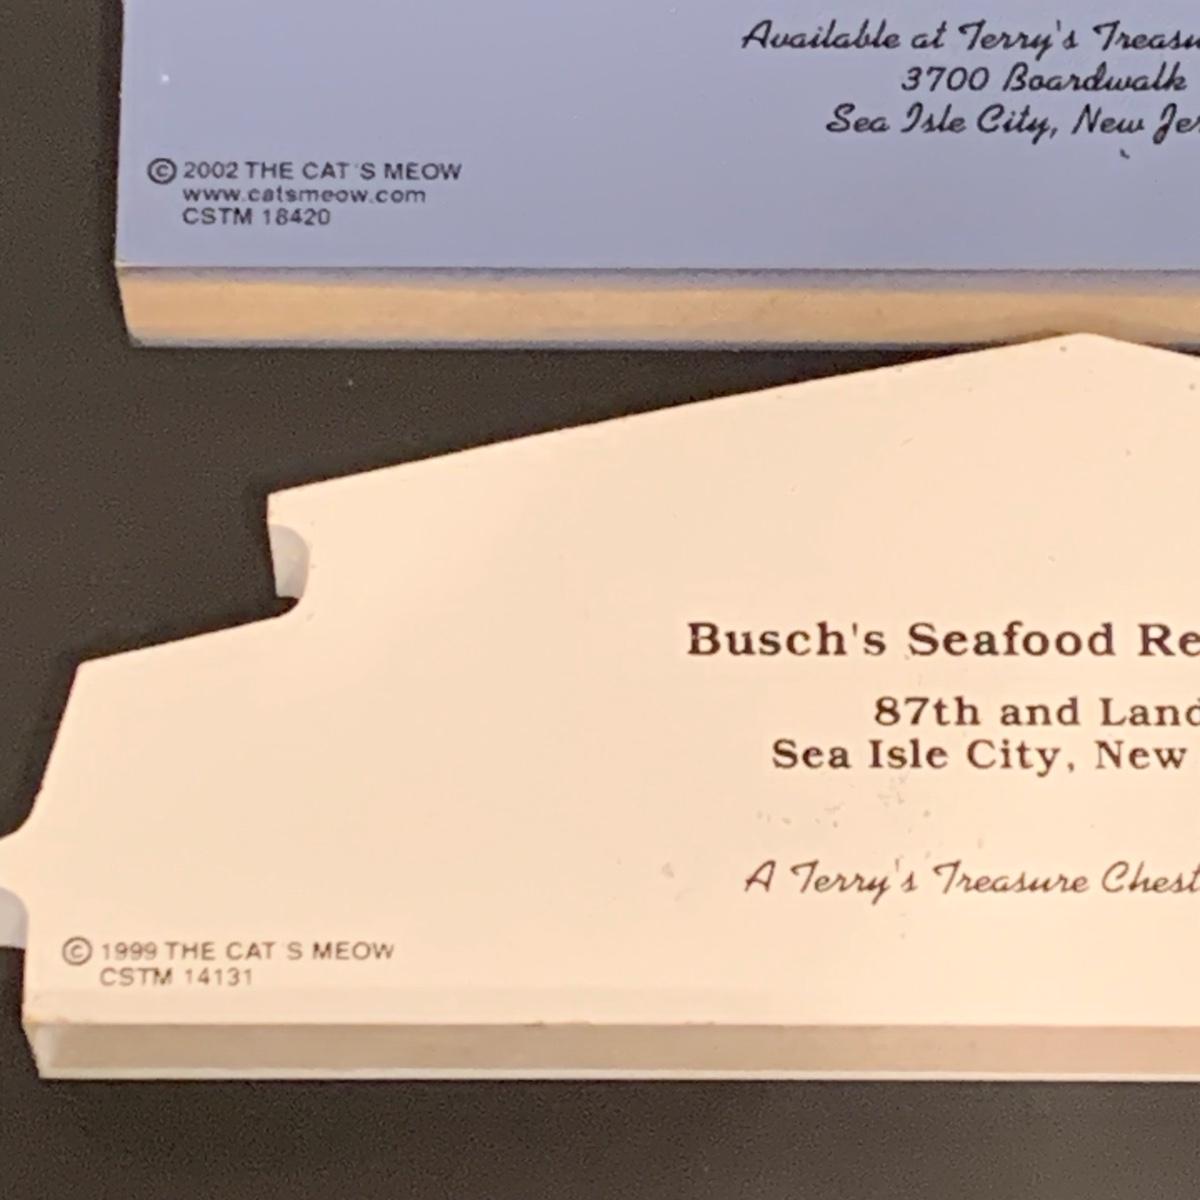 Available at Terry's
3700 Boardwalk
Sea Isle City, New
© 2002 THE CAT'S MEOW
www.catsmeow.com
CSTM 18420
Busch's Seafood
87th and
Sea Isle City, New
A Terry's Treasure Chest
© 1999 THE CAT'S MEOW
CSTM 14131